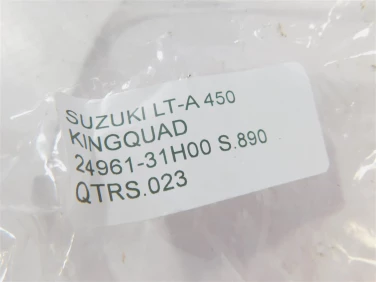 SUZUKI LT-A 450
KINGQUAD
24961-31H00 S.890
QTRS.023